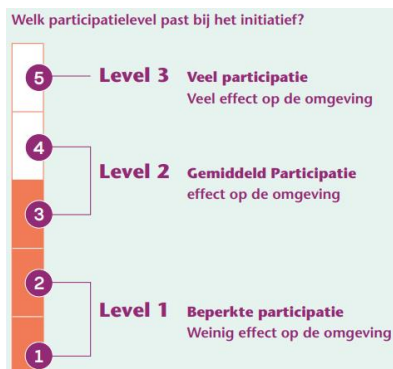 Welk participatielevel past bij het initiatief?
5 Level 3 Veel participatie
Veel effect op de omgeving
4
Level 2 Gemiddeld Participatie
effect op de omgeving
3
2
Level 1 Beperkte participatie
Weinig effect op de omgeving
1